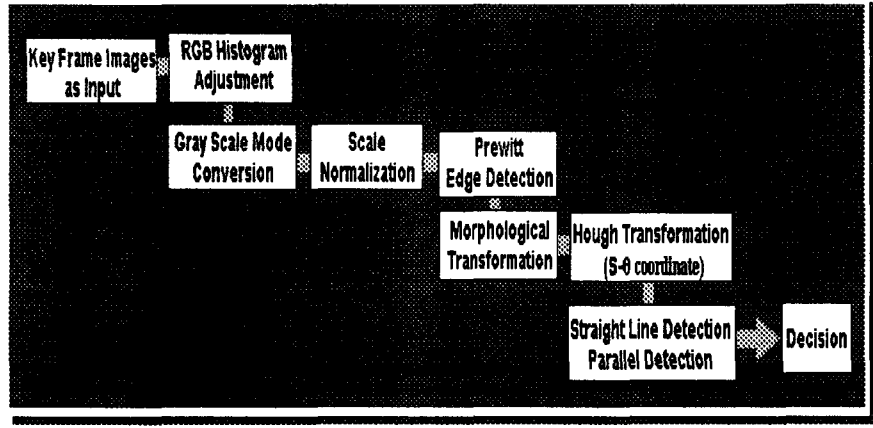 Key Frame Images
as Input
RGB Histogram
Adjustment
Gray Scale Mode
Conversion
Scale
Normalization
Prewitt
Edge Detection
Morphological
Transformation
Hough Transformation
(S-θ coordinate)
Straight Line Detection
Parallel Detection
Decision